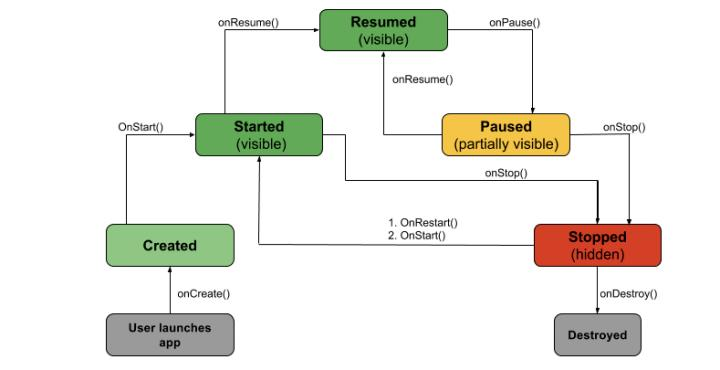 onResume()
Resumed
(visible)
onPause()
onResume()
OnStart()
Started
(visible)
Paused
(partially visible)
onStop()
onStop()
1. OnRestart()
2. OnStart()
Created
Stopped
(hidden)
onCreate()
onDestroy()
User launches
app
Destroyed